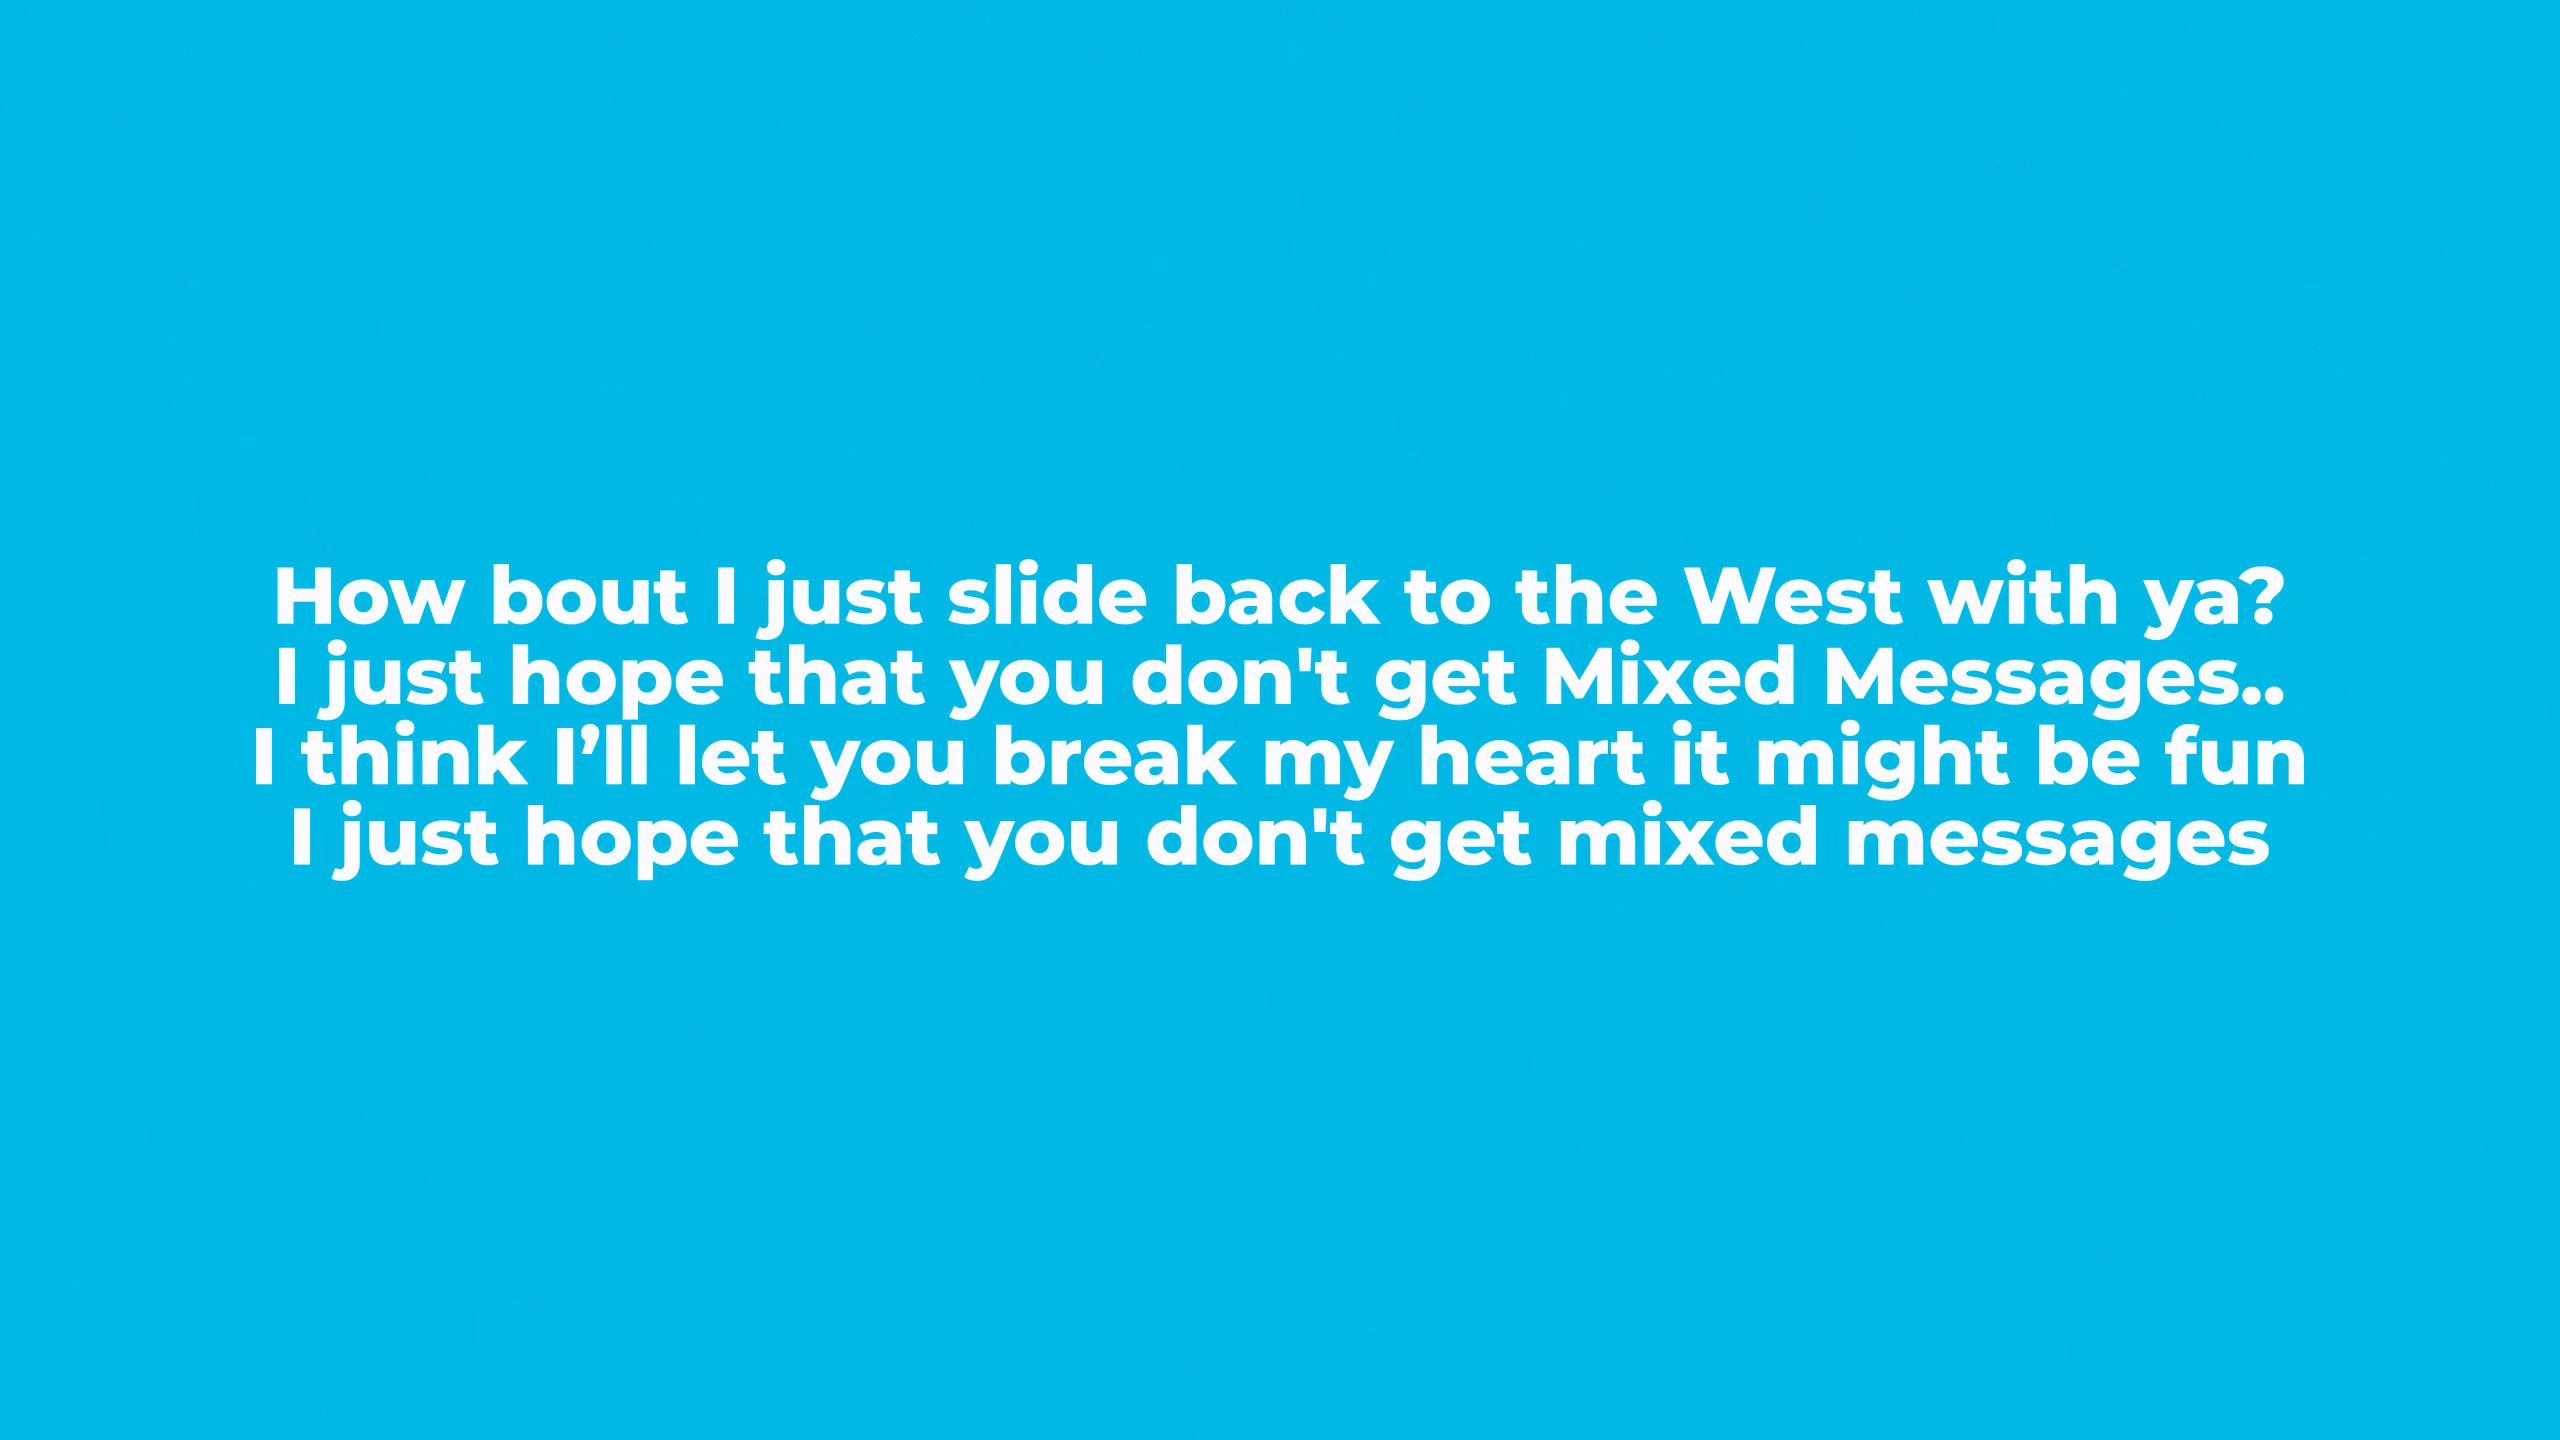 How bout I just slide back to the West with ya?
I just hope that you don't get Mixed Messages..
I think I’ll let you break my heart it might be fun
I just hope that you don't get mixed messages